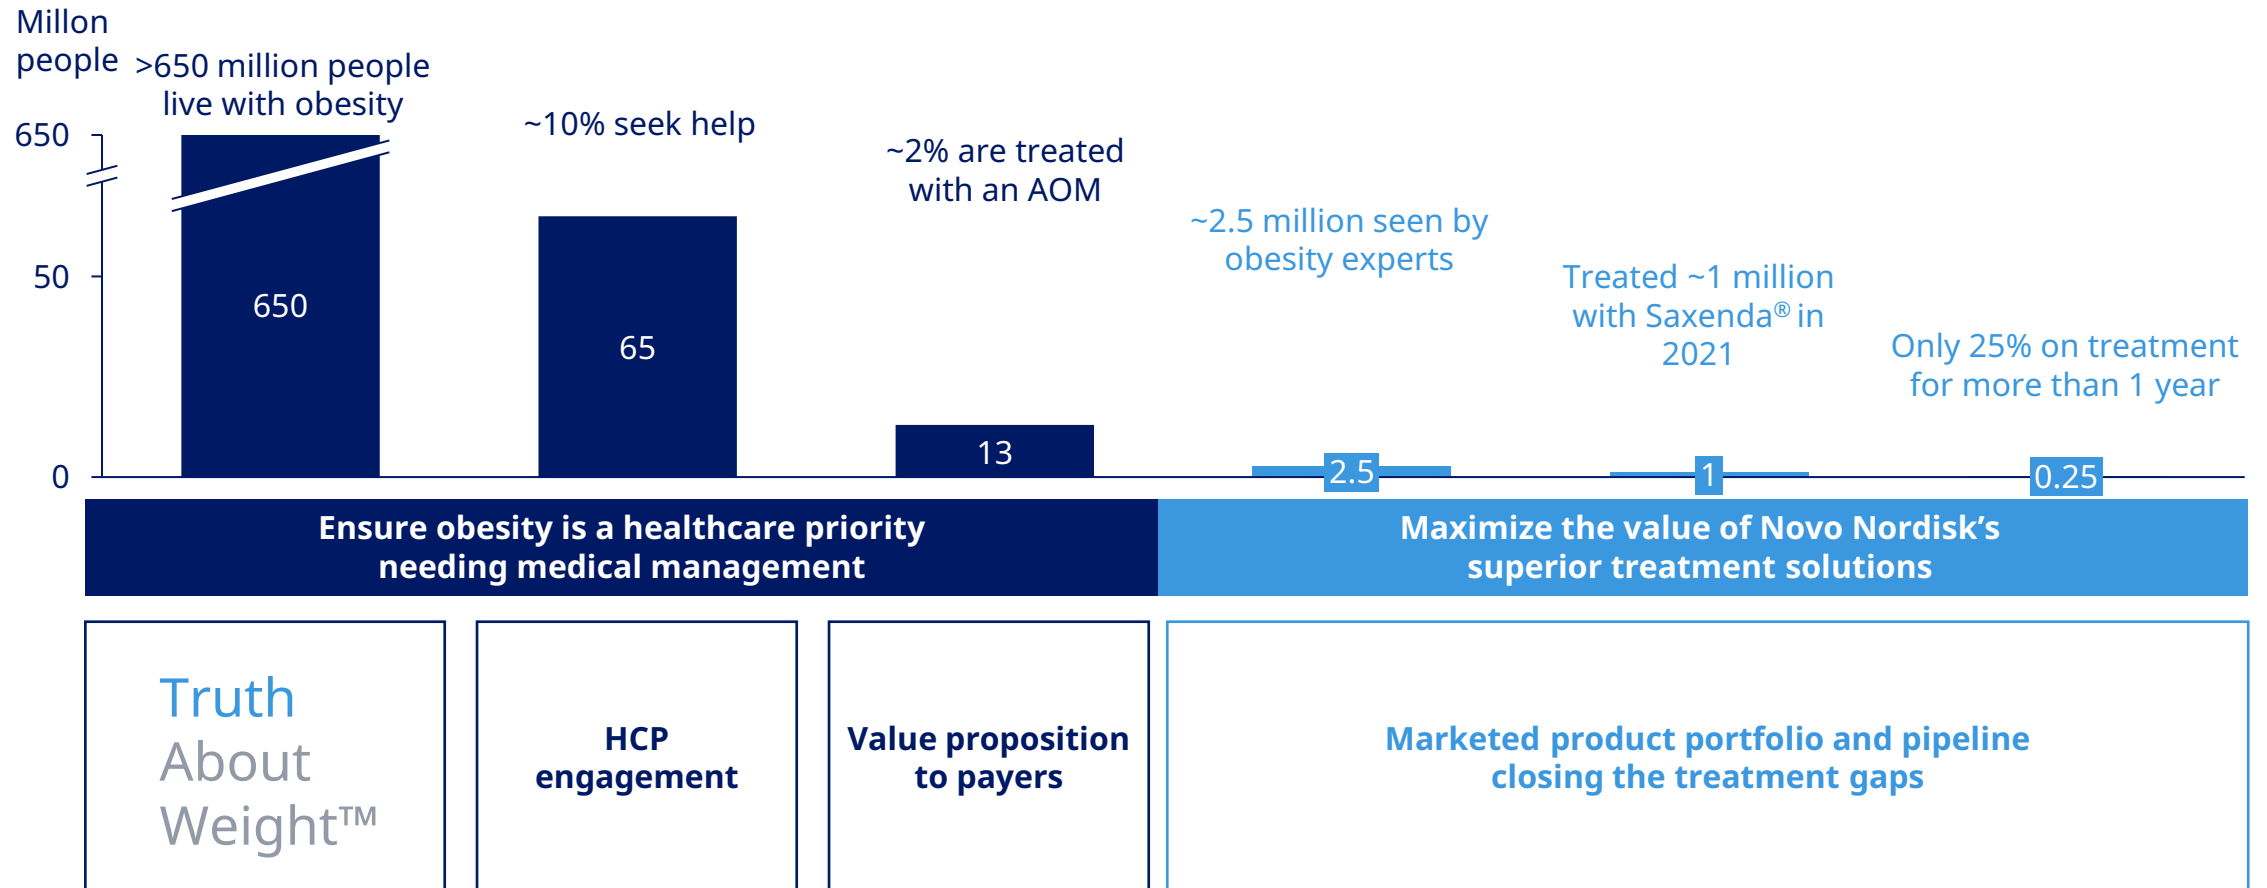 Millon
people
>650 million people
live with obesity
~10% seek help
~2% are treated
with an AOM
~2.5 million seen by
obesity experts
Treated ~1 million
with Saxenda® in
2021
Only 25% on treatment
for more than 1 year
650
50
0
650
65
13
2.5
1
0.25
Ensure obesity is a healthcare priority
needing medical management
Maximize the value of Novo Nordisk’s
superior treatment solutions
Truth
About
Weight™
HCP
engagement
Value proposition
to payers
Marketed product portfolio and pipeline
closing the treatment gaps